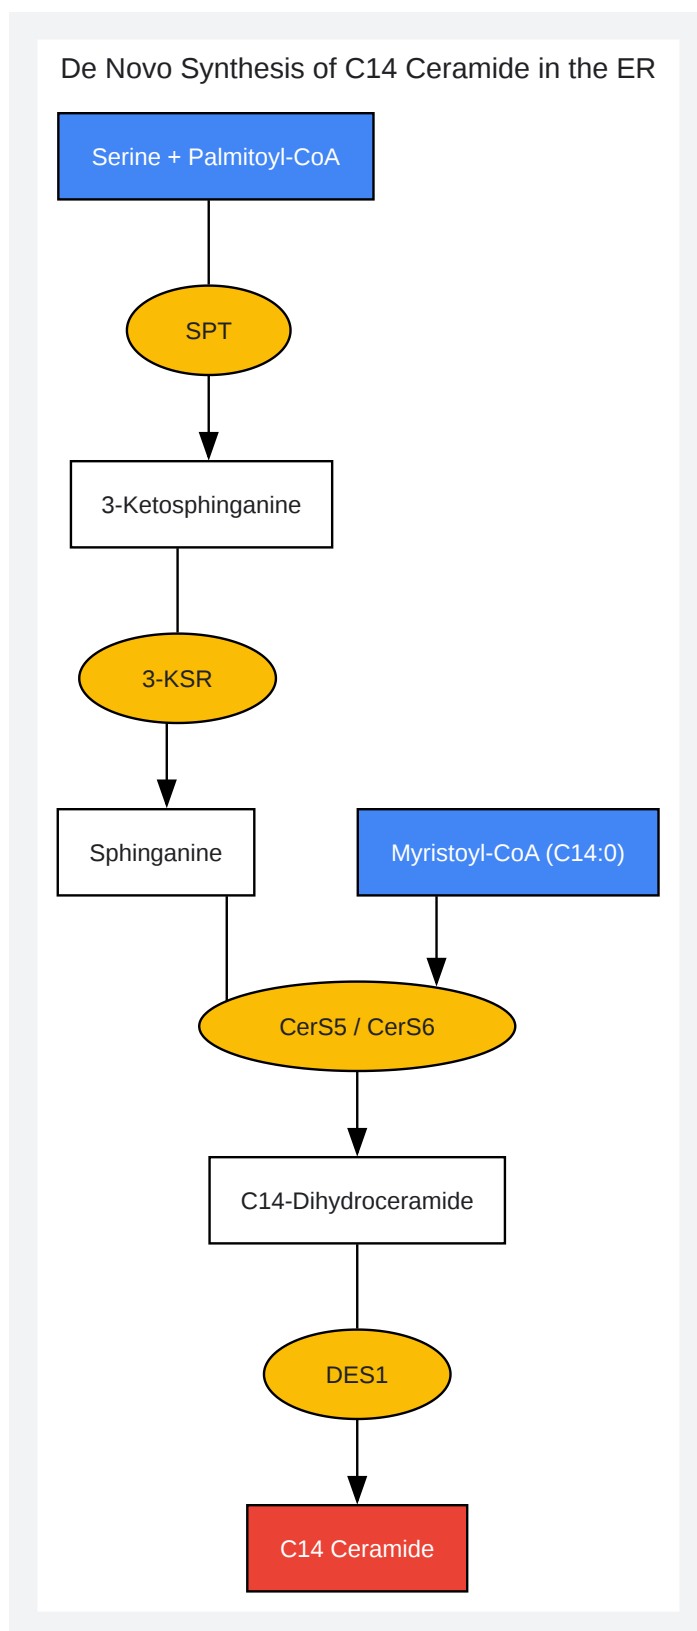 De Novo Synthesis of C14 Ceramide in the ER
Serine + Palmitoyl-CoA
SPT
3-Ketosphinganine
3-KSR
Sphinganine
Myristoyl-CoA (C14:0)
CerS5 / CerS6
C14-Dihydroceramide
DES1
C14 Ceramide